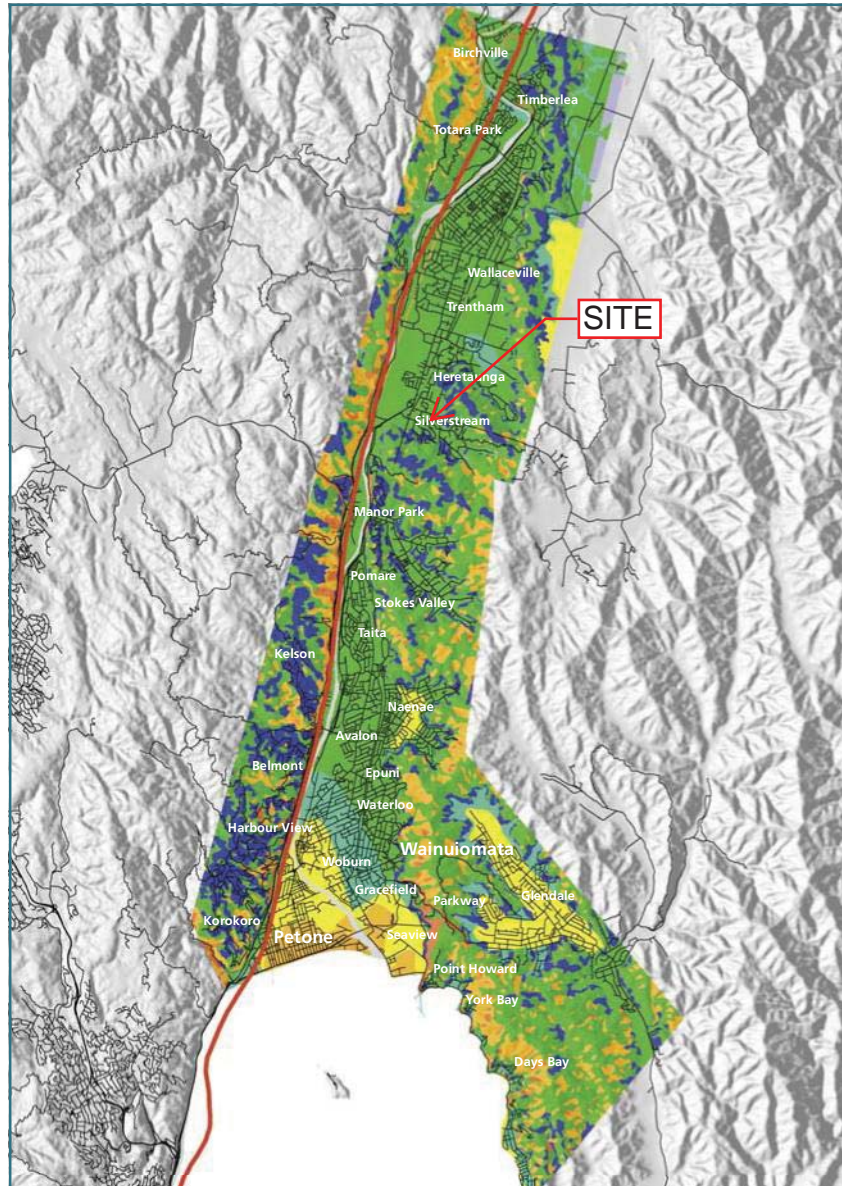 Birchville
Timberlea
Totara Park
Wallaceville
Trentham
SITE
Heretaunga
Silverstream
Manor Park
Pomare
Stokes Valley
Taita
Kelson
Naenae
Avalon
Belmont
Epuni
Waterloo
Harbour View
Wainuiomata
Woburn
Gracefield
Glendale
Parkway
Korokoro
Petone
Seaview
Point Howard
York Bay
Days Bay